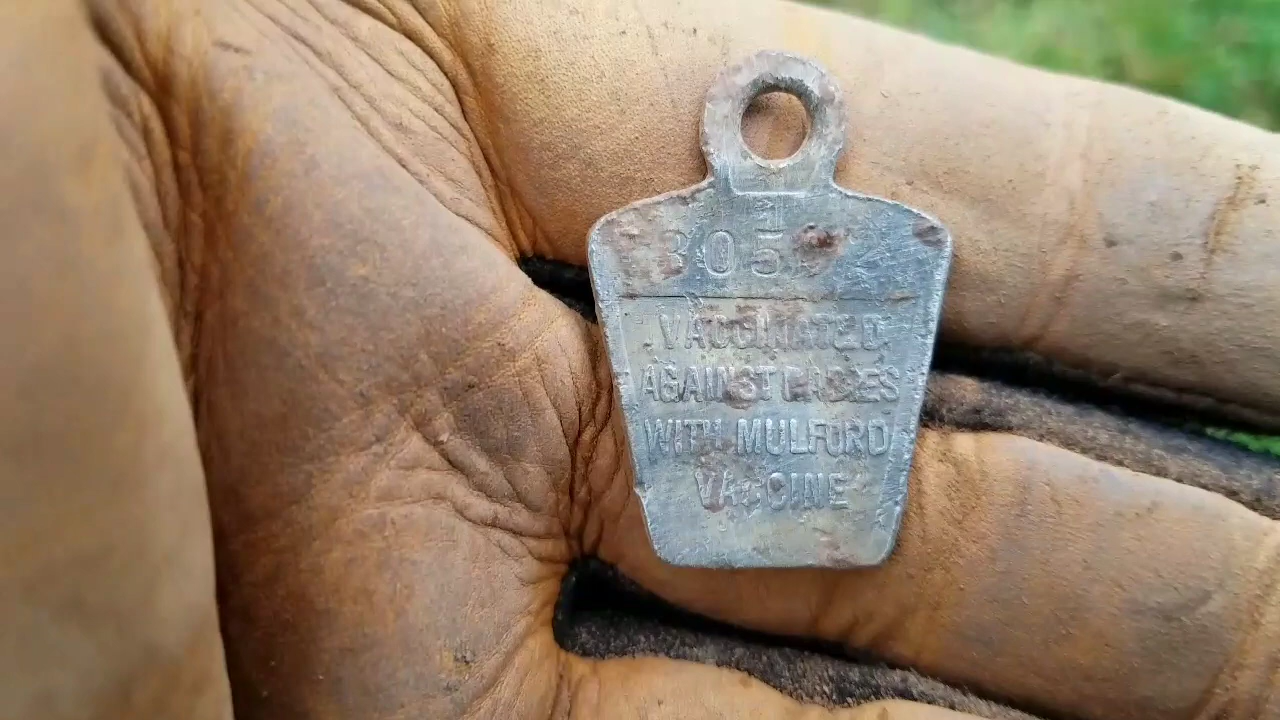 305
VACCINATED
AGAINST RABIES
WITH MULFORD
VACCINE